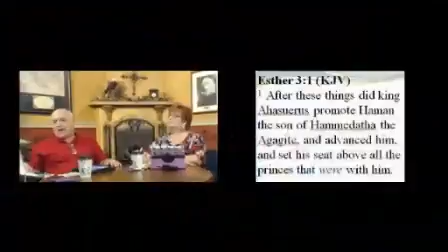 Esther 3:1 (KJV)
1 After these things did king
Ahasuerus promote Haman
the son of Hammedatha the
Agagite, and advanced him,
and set his seat above all the
princes that were with him.